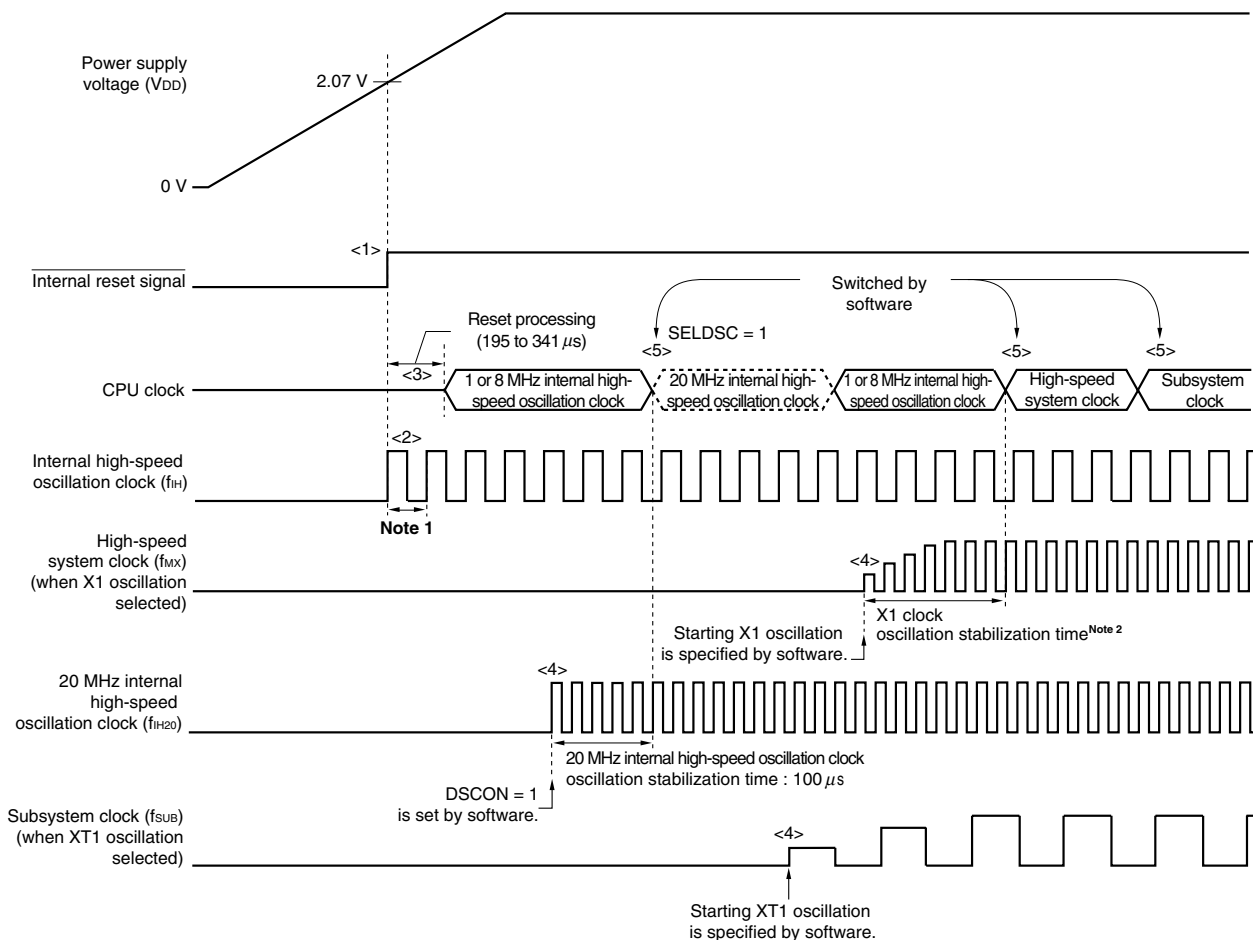 Power supply
voltage (VDD)
2.07 V
0 V
<1>
Internal reset signal
Switched by
software
Reset processing
(195 to 341 μs)
SELDSC = 1
<3>
<5>
<5>
<5>
CPU clock
1 or 8 MHz internal high-
speed oscillation clock
20 MHz internal high-
speed oscillation clock
1 or 8 MHz internal high-
speed oscillation clock
High-speed
system clock
Subsystem
clock
<2>
Internal high-speed
oscillation clock (fIH)
Note 1
High-speed
system clock (fMX)
(when X1 oscillation
selected)
<4>
X1 clock
oscillation stabilization time Note 2
Starting X1 oscillation
is specified by software.
<4>
20 MHz internal
high-speed
oscillation clock (fIH20)
20 MHz internal high-speed oscillation clock
oscillation stabilization time : 100 μs
DSCON = 1
is set by software.
Subsystem clock (fSUB)
(when XT1 oscillation
selected)
<4>
Starting XT1 oscillation
is specified by software.